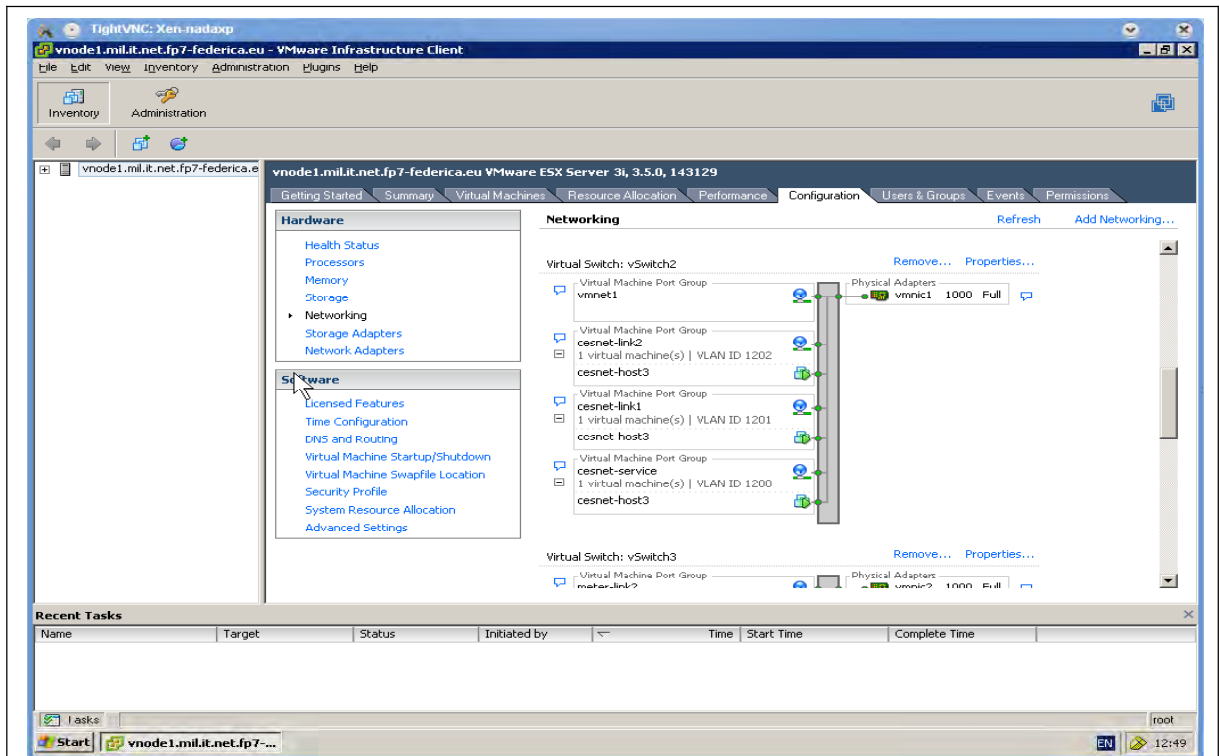 TightVNC: Xen-nadaxp
vnode1.mil.it.net.fp7-federica.eu - VMware Infrastructure Client
File Edit View Inventory Administration Plugins Help
Inventory Administration
vnode1.mil.it.net.fp7-federica.e
vnode1.mil.it.net.fp7-federica.eu VMware ESX Server 3i, 3.5.0, 143129
Getting Started Summary Virtual Machines Resource Allocation Performance Configuration Users & Groups Events Permissions
Hardware
Health Status
Processors
Memory
Storage
Networking
Storage Adapters
Network Adapters
Software
Licensed Features
Time Configuration
DNS and Routing
Virtual Machine Startup/Shutdown
Virtual Machine Swapfile Location
Security Profile
System Resource Allocation
Advanced Settings
Networking Refresh Add Networking...
Virtual Switch: vSwitch2 Remove... Properties...
Virtual Machine Port Group Physical Adapters
vmnet1 vmnic1 1000 Full
Virtual Machine Port Group
cesnet-link2
1 virtual machine(s) | VLAN ID 1202
cesnet-host3
Virtual Machine Port Group
cesnet-link1
1 virtual machine(s) | VLAN ID 1201
cesnet-host3
Virtual Machine Port Group
cesnet-service
1 virtual machine(s) | VLAN ID 1200
cesnet-host3
Virtual Switch: vSwitch3 Remove... Properties...
Virtual Machine Port Group Physical Adapters
meter-link2 vmnic2 1000 Full
Recent Tasks
Name Target Status Initiated by Time Start Time Complete Time
Tasks root
Start vnode1.mil.it.net.fp7-... EN 12:49